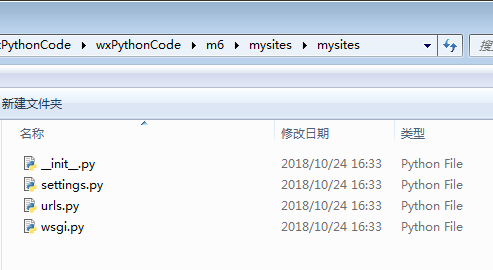 PythonCode ▸ wxPythonCode ▸ m6 ▸ mysites ▸ mysites
新建文件夹
名称 修改日期 类型
__init__.py 2018/10/24 16:33 Python File
settings.py 2018/10/24 16:33 Python File
urls.py 2018/10/24 16:33 Python File
wsgi.py 2018/10/24 16:33 Python File